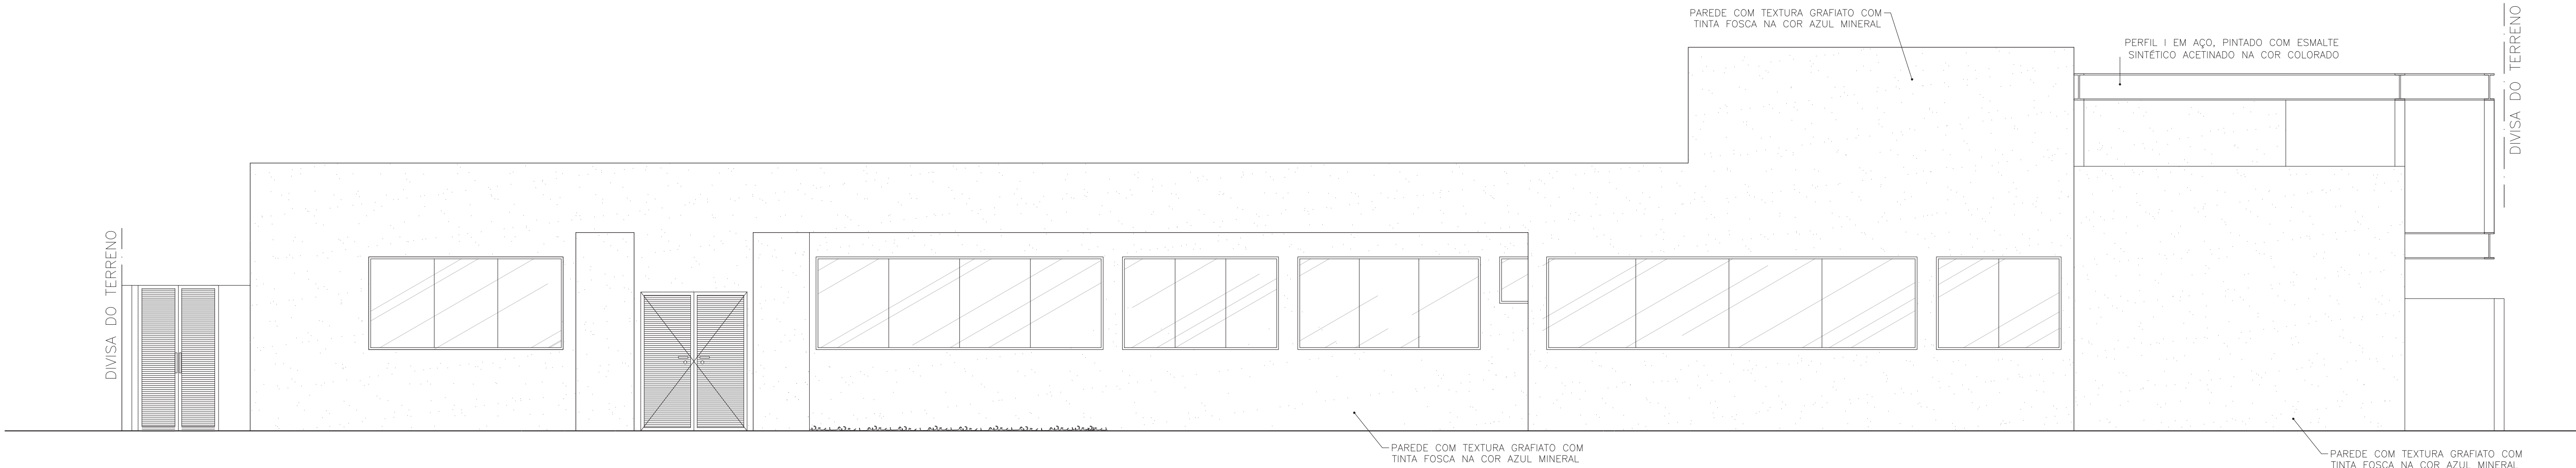 PAREDE COM TEXTURA GRAFIATO COM
TINTA FOSCA NA COR AZUL MINERAL
PERFIL I EM AÇO, PINTADO COM ESMALTE
SINTÉTICO ACETINADO NA COR COLORADO
DIVISA DO TERRENO
DIVISA DO TERRENO
PAREDE COM TEXTURA GRAFIATO COM
TINTA FOSCA NA COR AZUL MINERAL
PAREDE COM TEXTURA GRAFIATO COM
TINTA FOSCA NA COR AZUL MINERAL